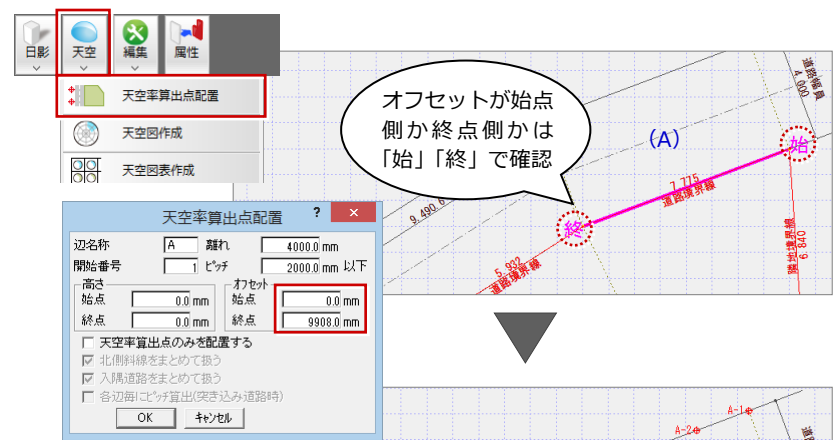 日影
天空
編集
属性
天空率算出点配置
天空図作成
天空図表作成
オフセットが始点
側か終点側かは
「始」「終」で確認
道路幅員
4.000
(A)
始
7.775
道路境界線
終
5.932
道路境界線
隣地境界線
6.840
天空率算出点配置
? ×
辺名称 A 離れ 4000.0 mm
開始番号 1 ピッチ 2000.0 mm 以下
高さ オフセット
始点 0.0 mm 始点 0.0 mm
終点 0.0 mm 終点 9908.0 mm
天空率算出点のみを配置する
北側斜線をまとめて扱う
入隅道路をまとめて扱う
各辺毎にピッチ算出(突き込み道路時)
OK キャンセル
A-1
A-2